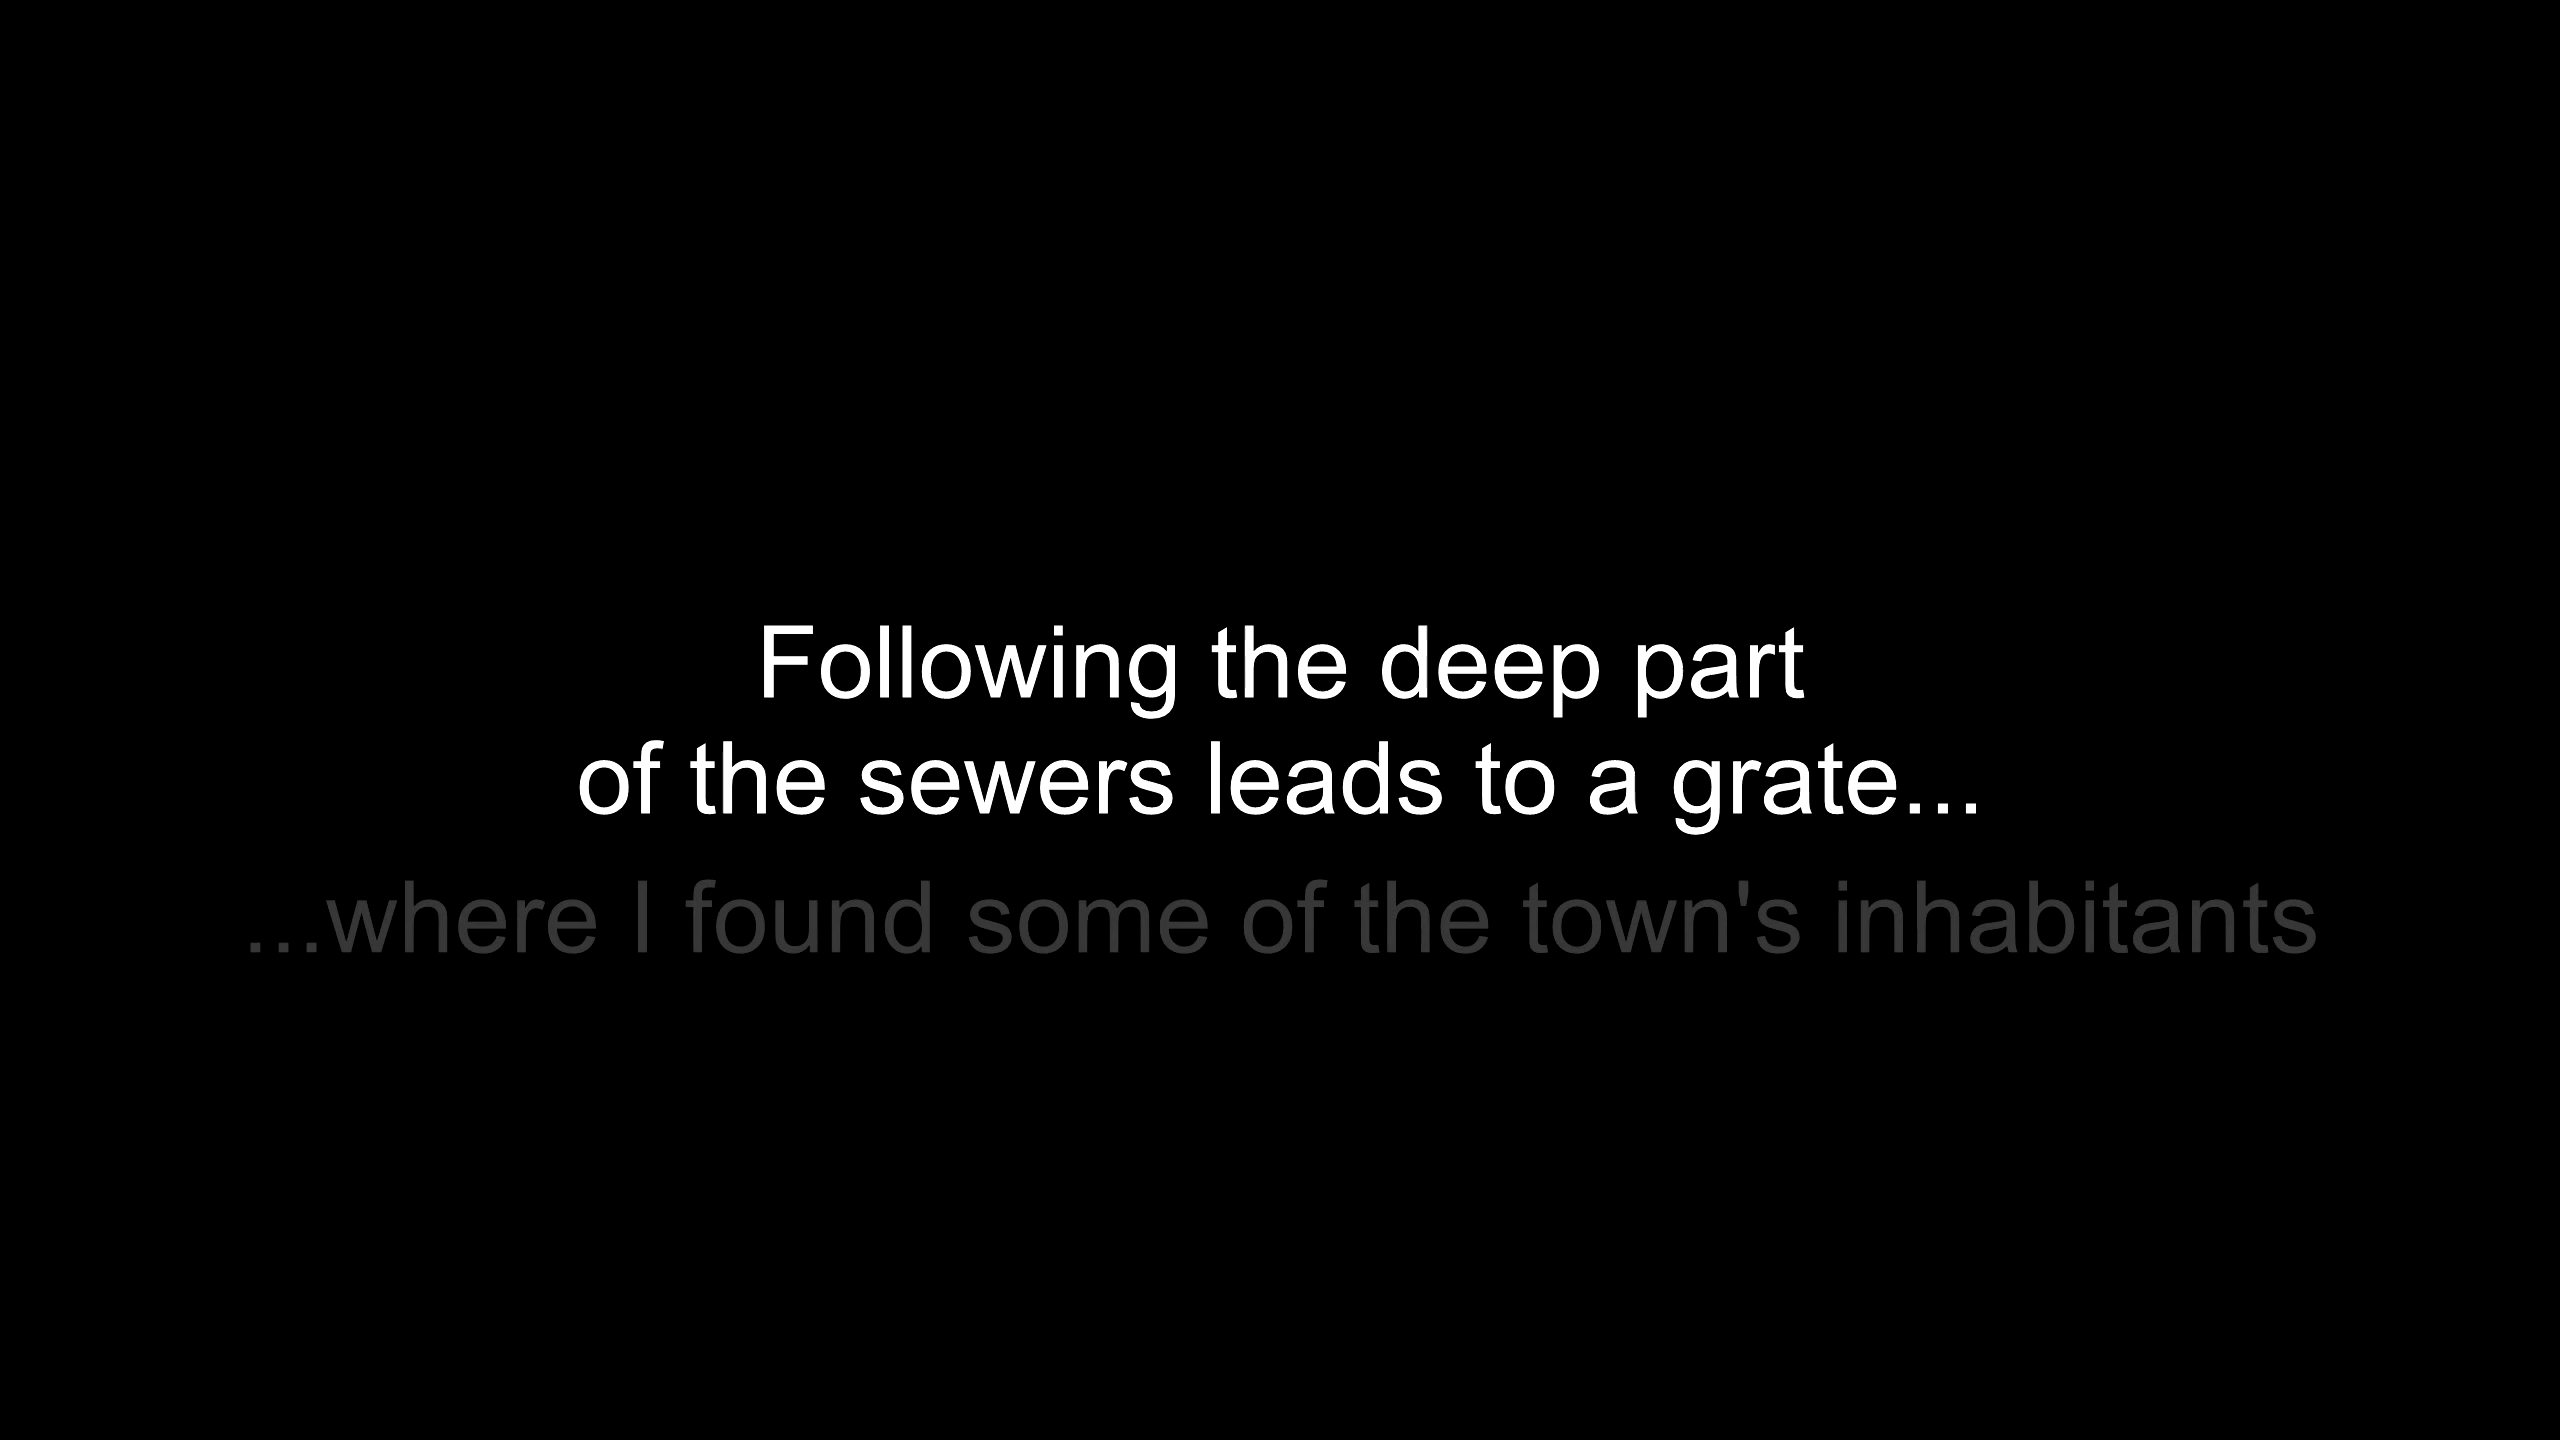 Following the deep part
of the sewers leads to a grate...
...where I found some of the town's inhabitants